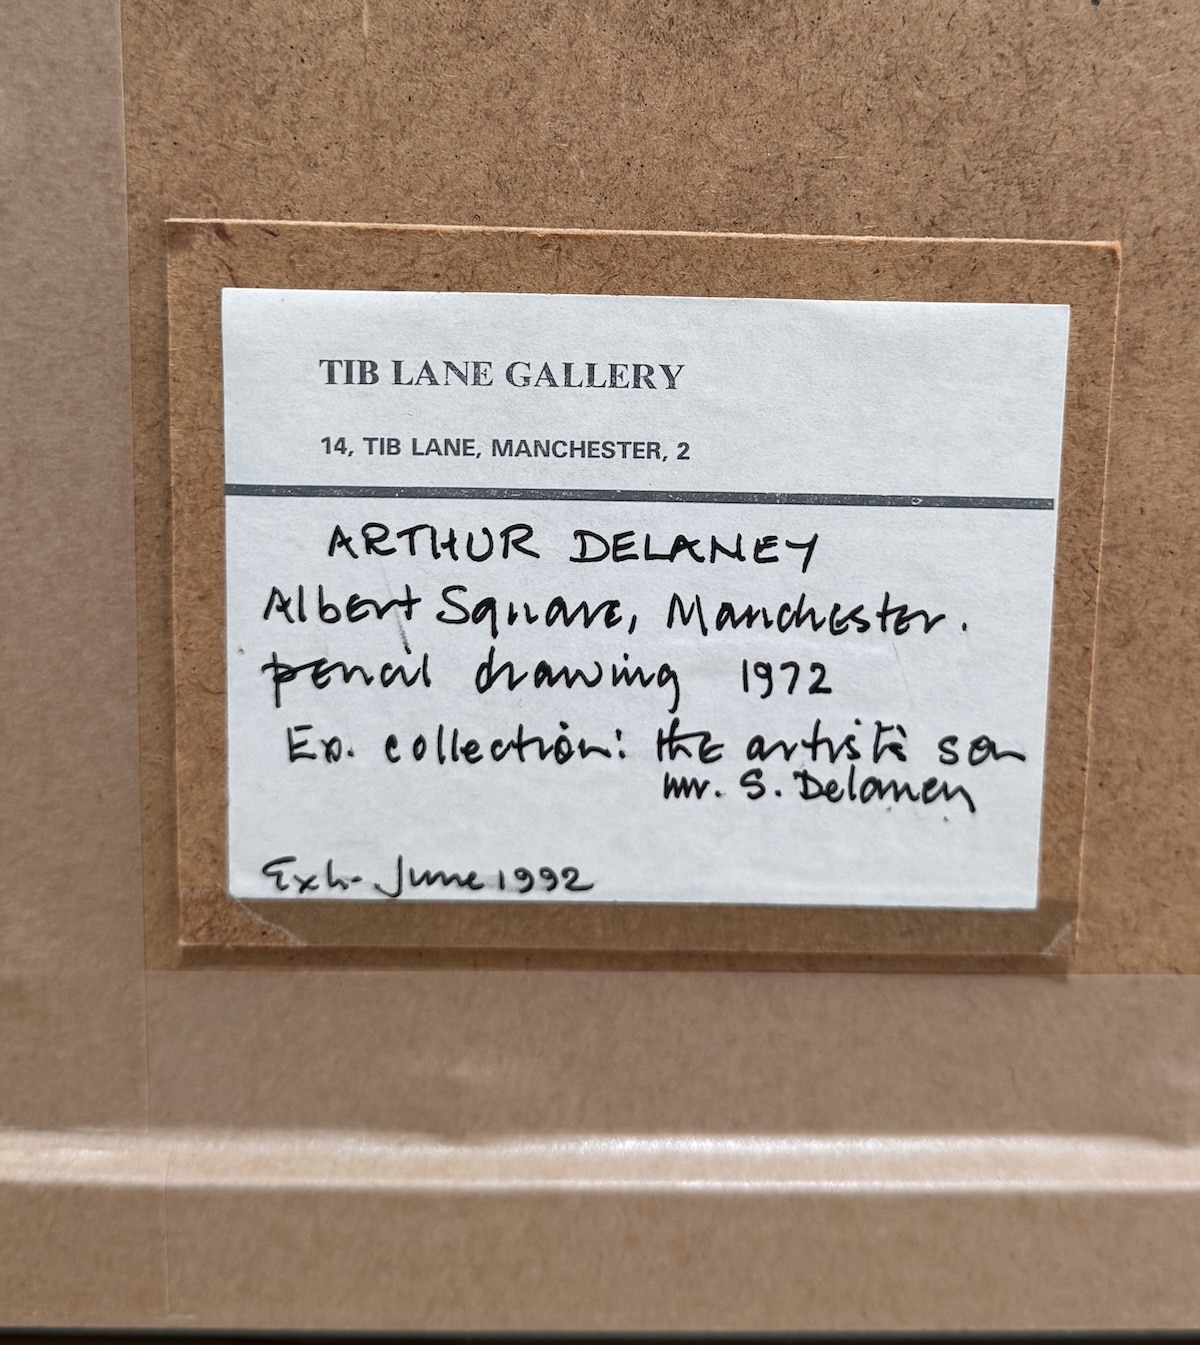 TIB LANE GALLERY
14, TIB LANE, MANCHESTER, 2
ARTHUR DELANEY
Albert Square, Manchester.
pencil drawing 1972
Ex. collection: the artist's son
mr. S. Delaney
Exh- June 1992